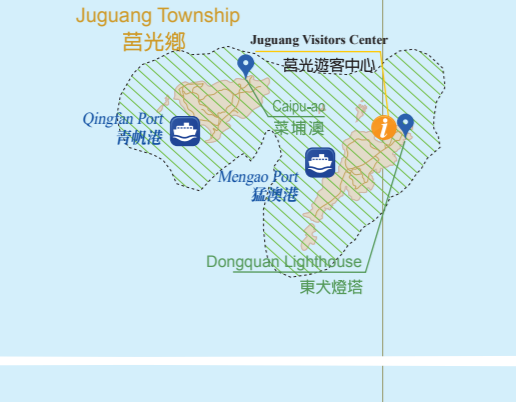 Juguang Township
莒光鄉
Juguang Visitors Center
莒光遊客中心
Caipu-ao
菜埔澳
Qingfan Port
青帆港
Mengao Port
猛澳港
Dongquan Lighthouse
東犬燈塔